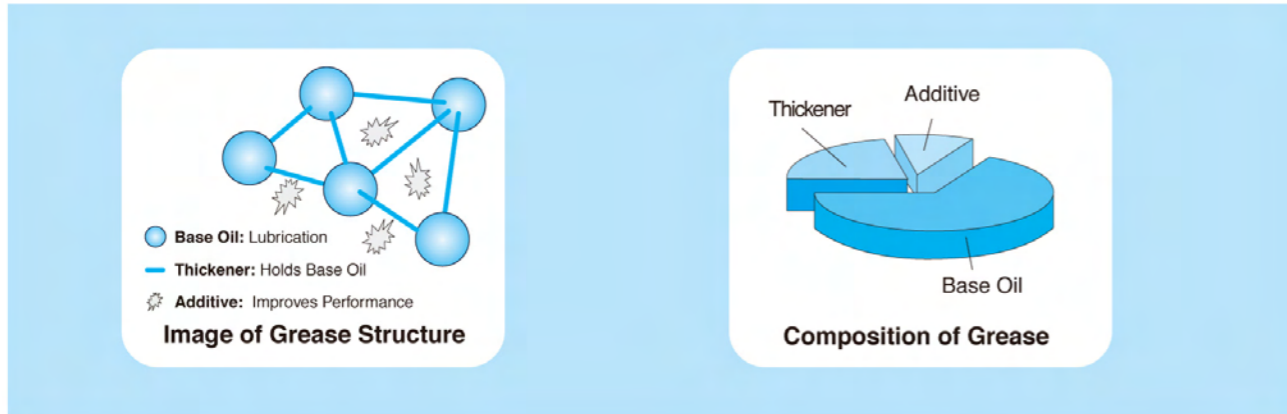 Base Oil: Lubrication
Thickener: Holds Base Oil
Additive: Improves Performance
Image of Grease Structure
Additive
Thickener
Base Oil
Composition of Grease